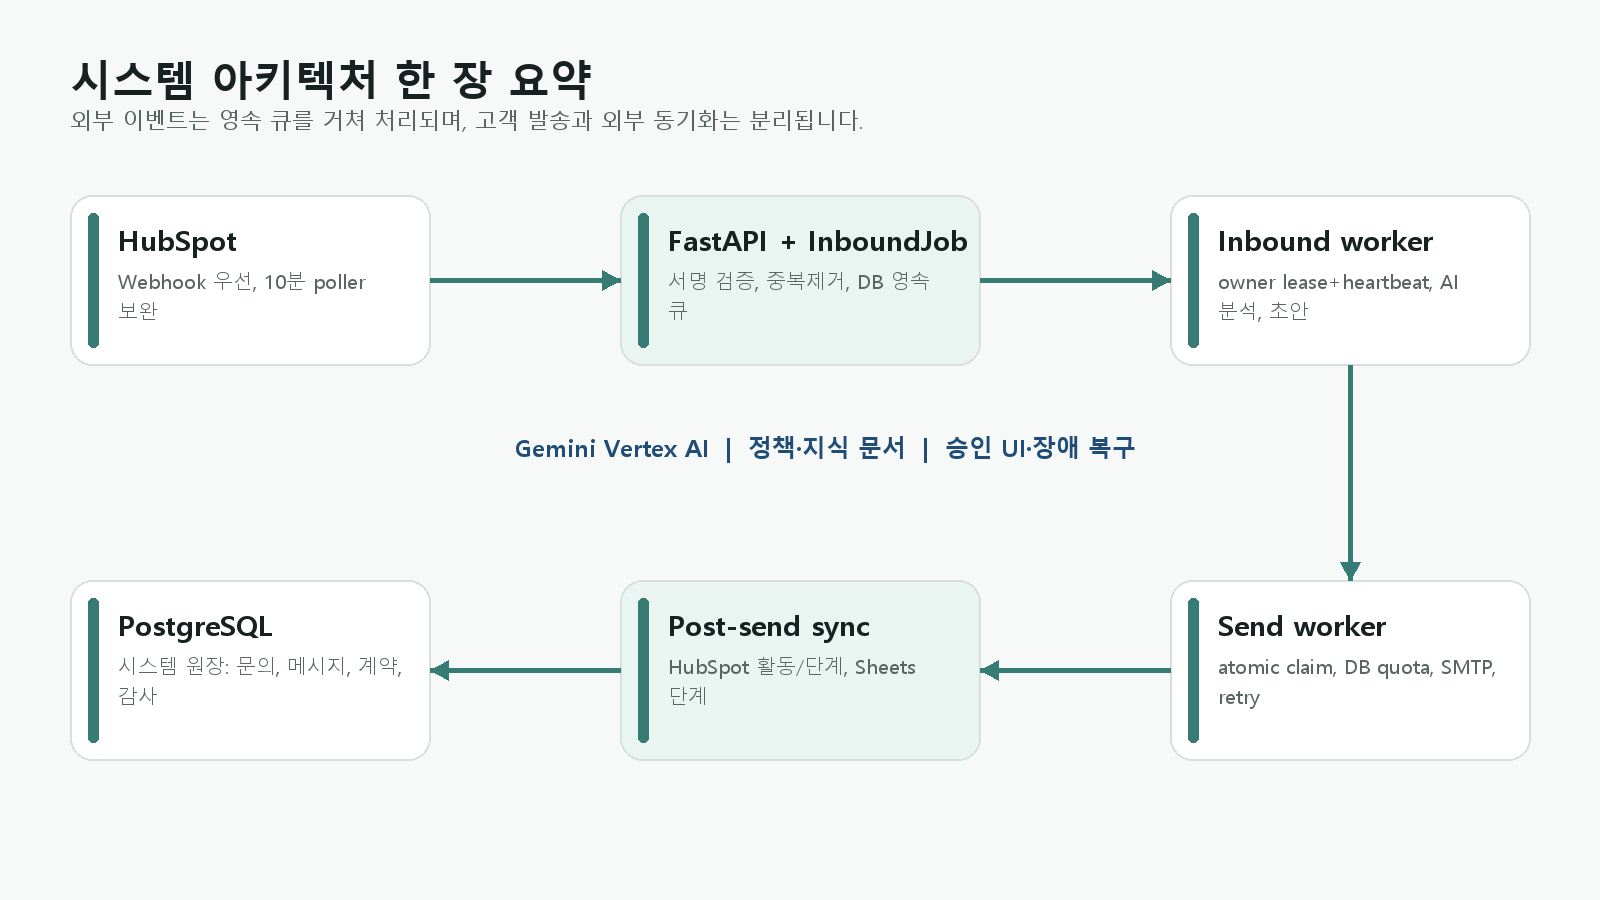 시스템 아키텍처 한 장 요약
외부 이벤트는 영속 큐를 거쳐 처리되며, 고객 발송과 외부 동기화는 분리됩니다.
HubSpot
Webhook 우선, 10분 poller
보완
FastAPI + InboundJob
서명 검증, 중복제거, DB 영속
큐
Inbound worker
owner lease+heartbeat, AI
분석, 초안
Gemini Vertex AI | 정책·지식 문서 | 승인 UI·장애 복구
PostgreSQL
시스템 원장: 문의, 메시지, 계약,
감사
Post-send sync
HubSpot 활동/단계, Sheets
단계
Send worker
atomic claim, DB quota, SMTP,
retry